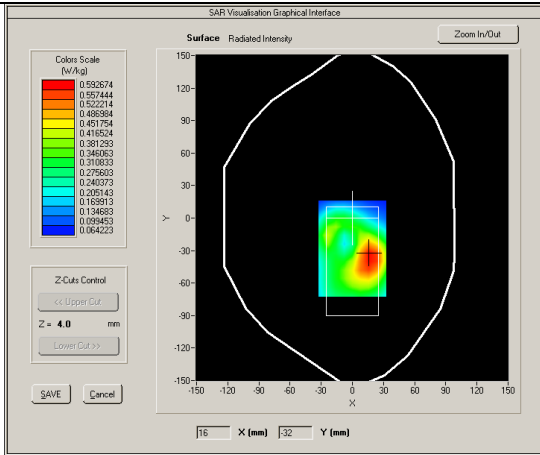 SAR Visualisation Graphical Interface
Surface Radiated Intensity
Zoom In/Out
Colors Scale
(W/kg)
0.592674
0.557444
0.522214
0.486984
0.451754
0.416524
0.381293
0.346063
0.310833
0.275603
0.240373
0.205143
0.169913
0.134683
0.099453
0.064223
Z-Cuts Control
<< Upper Cut
Z = 4.0 mm
Lower Cut >>
SAVE
Cancel
Y
150
120
90
60
30
0
-30
-60
-90
-120
-150
-150 -120 -90 -60 -30 0 30 60 90 120 150
X
16 X (mm) -32 Y (mm)